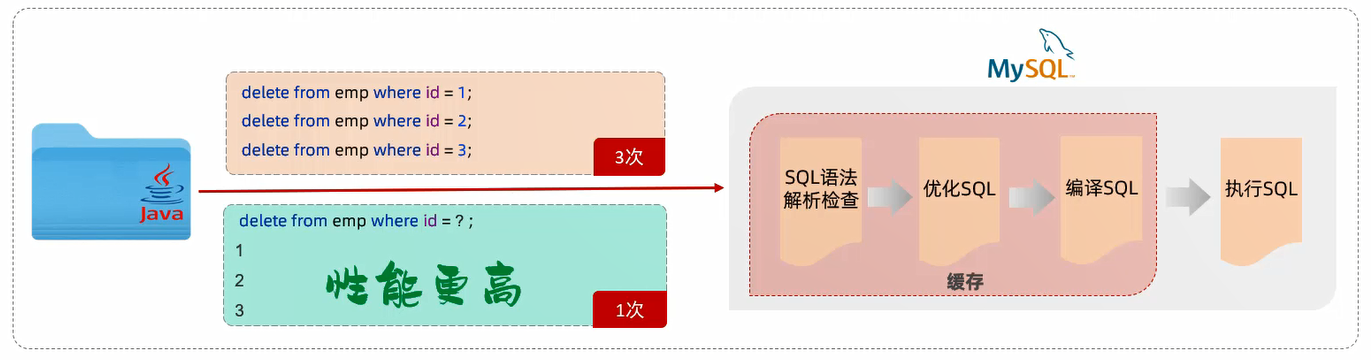 MySQL™
delete from emp where id = 1;
delete from emp where id = 2;
delete from emp where id = 3;
3次
Java
delete from emp where id = ? ;
1
2
3
性能更高
1次
SQL语法
解析检查
优化SQL
编译SQL
执行SQL
缓存